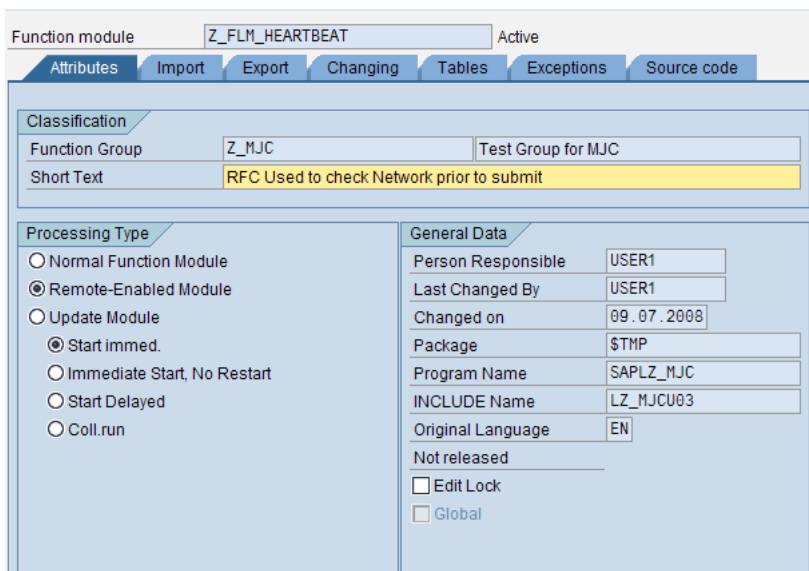 Function module Z_FLM_HEARTBEAT Active
Attributes Import Export Changing Tables Exceptions Source code
Classification
Function Group Z_MJC Test Group for MJC
Short Text RFC Used to check Network prior to submit
Processing Type
Normal Function Module
Remote-Enabled Module
Update Module
Start immed.
Immediate Start, No Restart
Start Delayed
Coll.run
General Data
Person Responsible USER1
Last Changed By USER1
Changed on 09.07.2008
Package $TMP
Program Name SAPLZ_MJC
INCLUDE Name LZ_MJCU03
Original Language EN
Not released
Edit Lock
Global